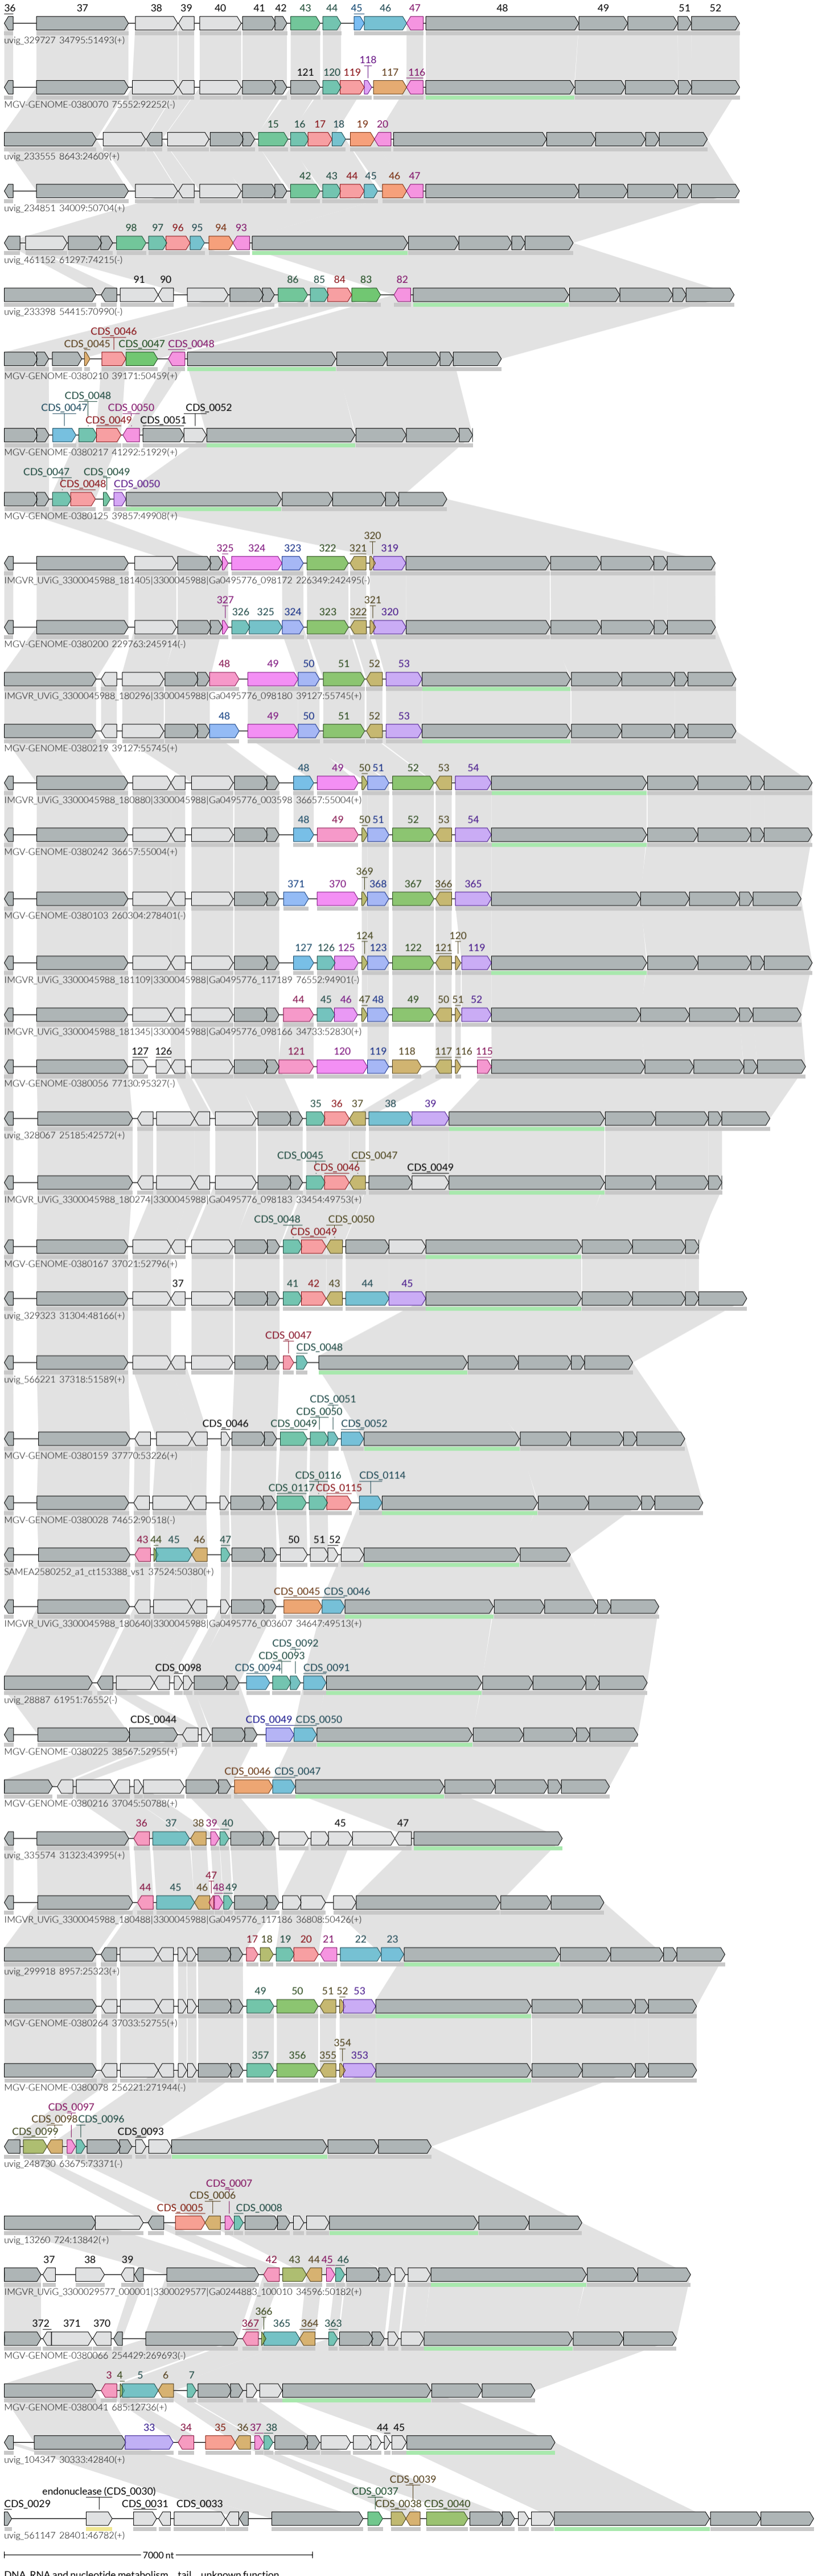 36 37 38 39 40 41 42 43 44 45 46 47 48 49 51 52
uvig_329727 34795:51493(+)
118
121 120 119 117 116
MGV-GENOME-0380070 75552:92252(-)
15 16 17 18 19 20
uvig_233555 8643:24609(+)
42 43 44 45 46 47
uvig_234851 34009:50704(+)
98 97 96 95 94 93
uvig_461152 61297:74215(-)
91 90 86 85 84 83 82
uvig_233398 54415:70990(-)
CDS_0046
CDS_0045 CDS_0047 CDS_0048
MGV-GENOME-0380210 39171:50459(+)
CDS_0048
CDS_0047 CDS_0050 CDS_0052
CDS_0049 CDS_0051
MGV-GENOME-0380217 41292:51929(+)
CDS_0047 CDS_0049
CDS_0048 CDS_0050
MGV-GENOME-0380125 39857:49908(+)
320
325 324 323 322 321 319
IMGVR_UViG_3300045988_181405|3300045988|Ga0495776_098172 226349:242495(-)
327 321
326 325 324 323 322 320
MGV-GENOME-0380200 229763:245914(-)
48 49 50 51 52 53
IMGVR_UViG_3300045988_180296|3300045988|Ga0495776_098180 39127:55745(+)
48 49 50 51 52 53
MGV-GENOME-0380219 39127:55745(+)
48 49 50 51 52 53 54
IMGVR_UViG_3300045988_180880|3300045988|Ga0495776_003598 36657:55004(+)
48 49 50 51 52 53 54
MGV-GENOME-0380242 36657:55004(+)
369
371 370 368 367 366 365
MGV-GENOME-0380103 260304:278401(-)
124 120
127 126 125 123 122 121 119
IMGVR_UViG_3300045988_181109|3300045988|Ga0495776_117189 76552:94901(-)
44 45 46 47 48 49 50 51 52
IMGVR_UViG_3300045988_181345|3300045988|Ga0495776_098166 34733:52830(+)
127 126 121 120 119 118 117 116 115
MGV-GENOME-0380056 77130:95327(-)
35 36 37 38 39
uvig_328067 25185:42572(+)
CDS_0045 CDS_0047
CDS_0046 CDS_0049
IMGVR_UViG_3300045988_180274|3300045988|Ga0495776_098183 33454:49753(+)
CDS_0048 CDS_0050
CDS_0049
MGV-GENOME-0380167 37021:52796(+)
37 41 42 43 44 45
uvig_329323 31304:48166(+)
CDS_0047
CDS_0048
uvig_566221 37318:51589(+)
CDS_0051
CDS_0050
CDS_0046 CDS_0049 CDS_0052
MGV-GENOME-0380159 37770:53226(+)
CDS_0116 CDS_0114
CDS_0117 CDS_0115
MGV-GENOME-0380028 74652:90518(-)
43 44 45 46 47 50 51 52
SAMEA2580252_a1_ct153388_vs1 37524:50380(+)
CDS_0045 CDS_0046
IMGVR_UViG_3300045988_180640|3300045988|Ga0495776_003607 34647:49513(+)
CDS_0092
CDS_0093
CDS_0098 CDS_0094 CDS_0091
uvig_28887 61951:76552(-)
CDS_0044 CDS_0049 CDS_0050
MGV-GENOME-0380225 38567:52955(+)
CDS_0046 CDS_0047
MGV-GENOME-0380216 37045:50788(+)
36 37 38 39 40 45 47
uvig_335574 31323:43995(+)
47
44 45 46 48 49
IMGVR_UViG_3300045988_180488|3300045988|Ga0495776_117186 36808:50426(+)
17 18 19 20 21 22 23
uvig_299918 8957:25323(+)
49 50 51 52 53
MGV-GENOME-0380264 37033:52755(+)
354
357 356 355 353
MGV-GENOME-0380078 256221:271944(-)
CDS_0097
CDS_0098 CDS_0096
CDS_0099 CDS_0093
uvig_248730 63675:73371(-)
CDS_0007
CDS_0006
CDS_0005 CDS_0008
uvig_13260 724:13842(+)
37 38 39 42 43 44 45 46
IMGVR_UViG_3300029577_000001|3300029577|Ga0244883_100010 34596:50182(+)
366
372 371 370 367 365 364 363
MGV-GENOME-0380066 254429:269693(-)
3 4 5 6 7
MGV-GENOME-0380041 685:12736(+)
33 34 35 36 37 38 44 45
uvig_104347 30333:42840(+)
CDS_0039
endonuclease (CDS_0030) CDS_0037
CDS_0029 CDS_0031 CDS_0033 CDS_0038 CDS_0040
uvig_561147 28401:46782(+)
7000 nt
DNA, RNA and nucleotide metabolism tail unknown function